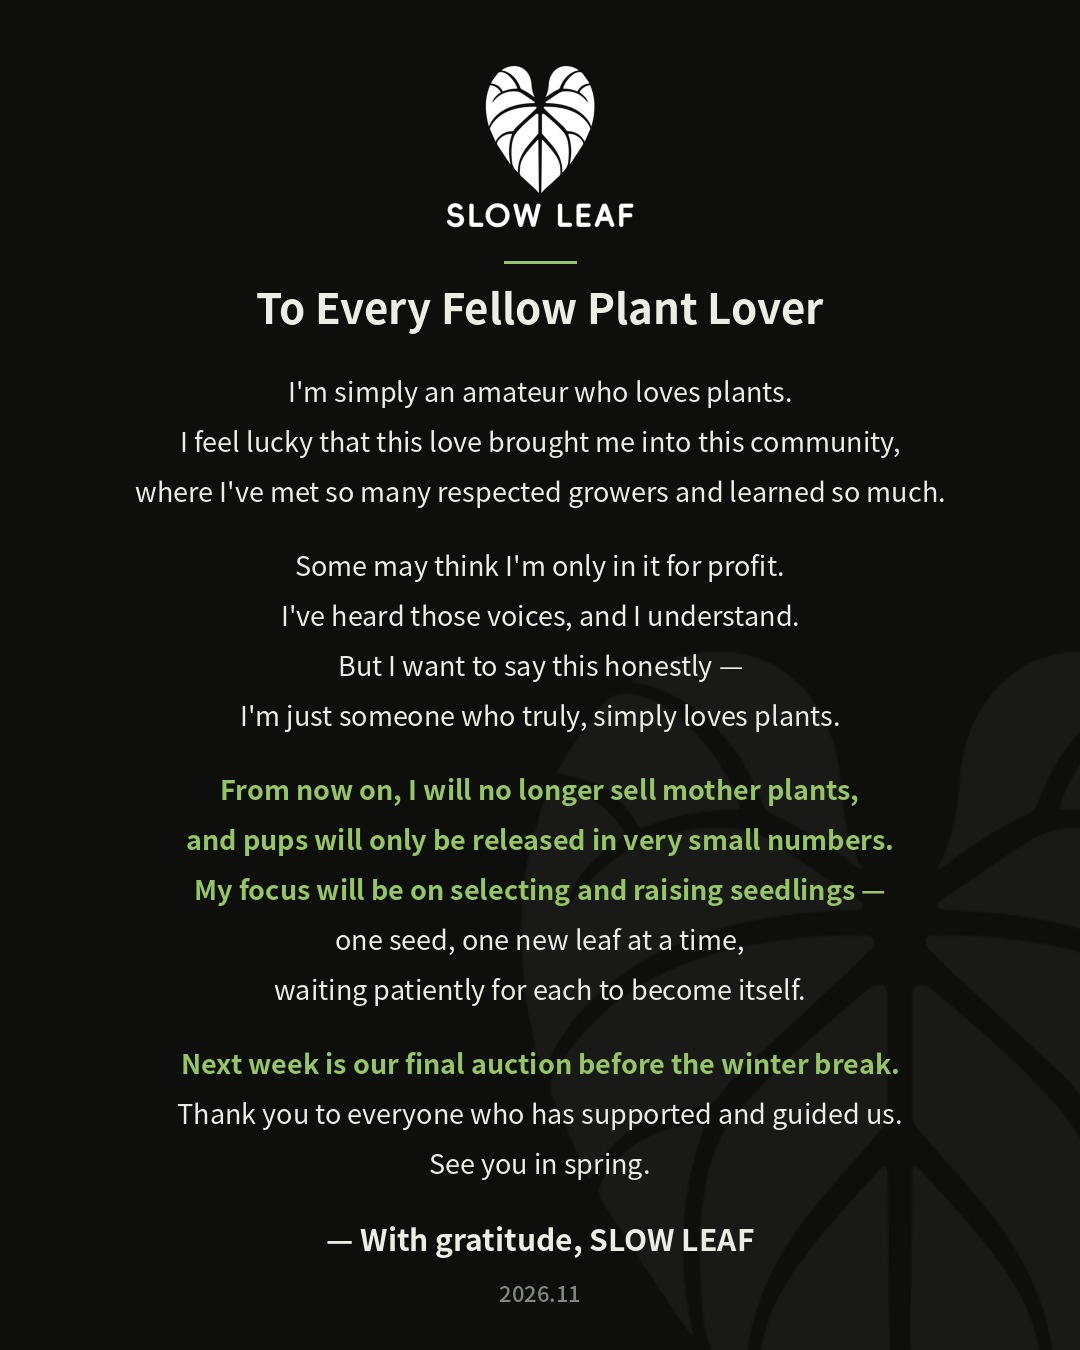 SLOW LEAF
To Every Fellow Plant Lover
I'm simply an amateur who loves plants.
I feel lucky that this love brought me into this community,
where I've met so many respected growers and learned so much.
Some may think I'm only in it for profit.
I've heard those voices, and I understand.
But I want to say this honestly —
I'm just someone who truly, simply loves plants.
From now on, I will no longer sell mother plants,
and pups will only be released in very small numbers.
My focus will be on selecting and raising seedlings —
one seed, one new leaf at a time,
waiting patiently for each to become itself.
Next week is our final auction before the winter break.
Thank you to everyone who has supported and guided us.
See you in spring.
— With gratitude, SLOW LEAF
2026.11